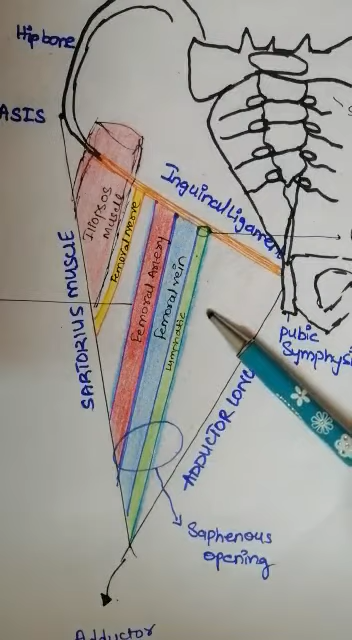 Hipbone
ASIS
Inguinal Ligament
Iliopsoas
Muscle
Femoral nerve
Femoral Artery
Femoral vein
Lymphatic
SARTORIUS MUSCLE
Pubic
Symphysi
ADDUCTOR LONG
Saphenous
opening
Adductor